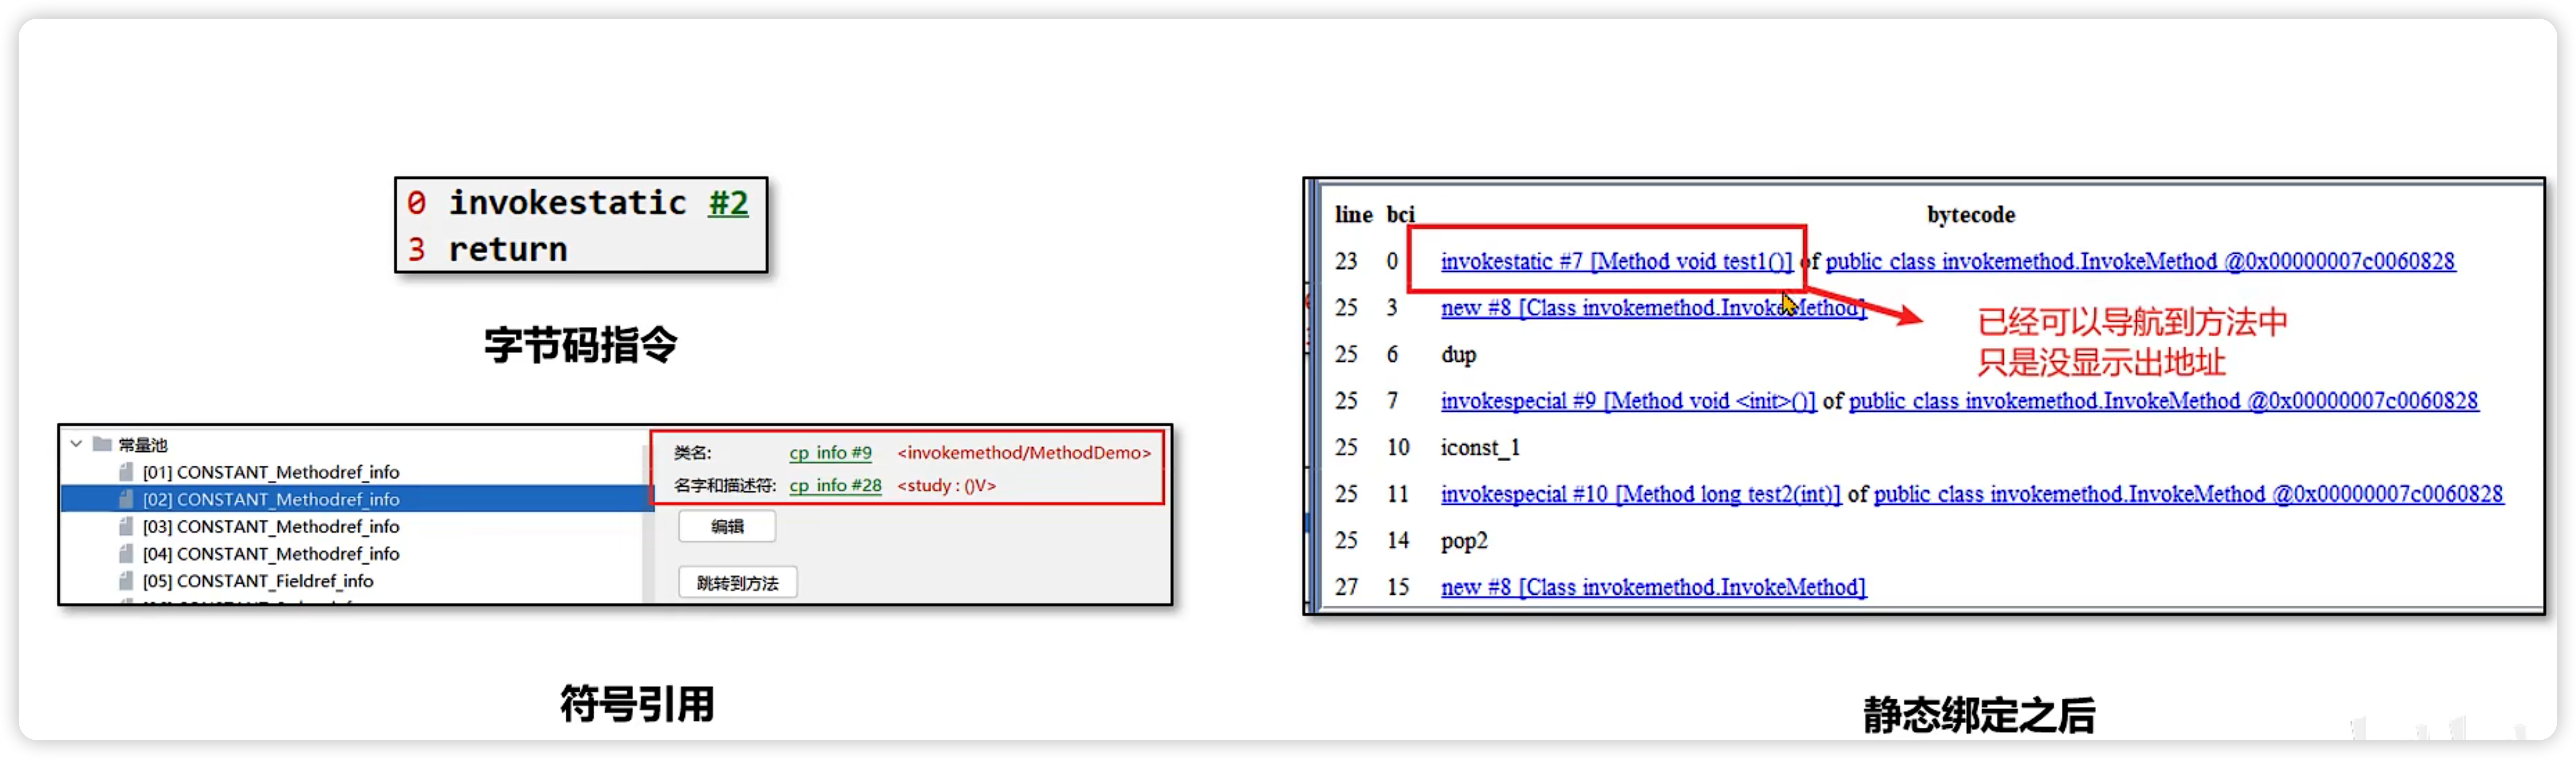 0 invokestatic #2
3 return
字节码指令
常量池
[01] CONSTANT_Methodref_info
[02] CONSTANT_Methodref_info
[03] CONSTANT_Methodref_info
[04] CONSTANT_Methodref_info
[05] CONSTANT_Fieldref_info
类名: cp_info #9 <invokemethod/MethodDemo>
名字和描述符: cp_info #28 <study : ()V>
编辑
跳转到方法
符号引用
line bci bytecode
23 0 invokestatic #7 [Method void test1()] of public class invokemethod.InvokeMethod @0x00000007c0060828
25 3 new #8 [Class invokemethod.InvokeMethod]
已经可以导航到方法中
只是没显示出地址
25 6 dup
25 7 invokespecial #9 [Method void <init>()] of public class invokemethod.InvokeMethod @0x00000007c0060828
25 10 iconst_1
25 11 invokespecial #10 [Method long test2(int)] of public class invokemethod.InvokeMethod @0x00000007c0060828
25 14 pop2
27 15 new #8 [Class invokemethod.InvokeMethod]
静态绑定之后